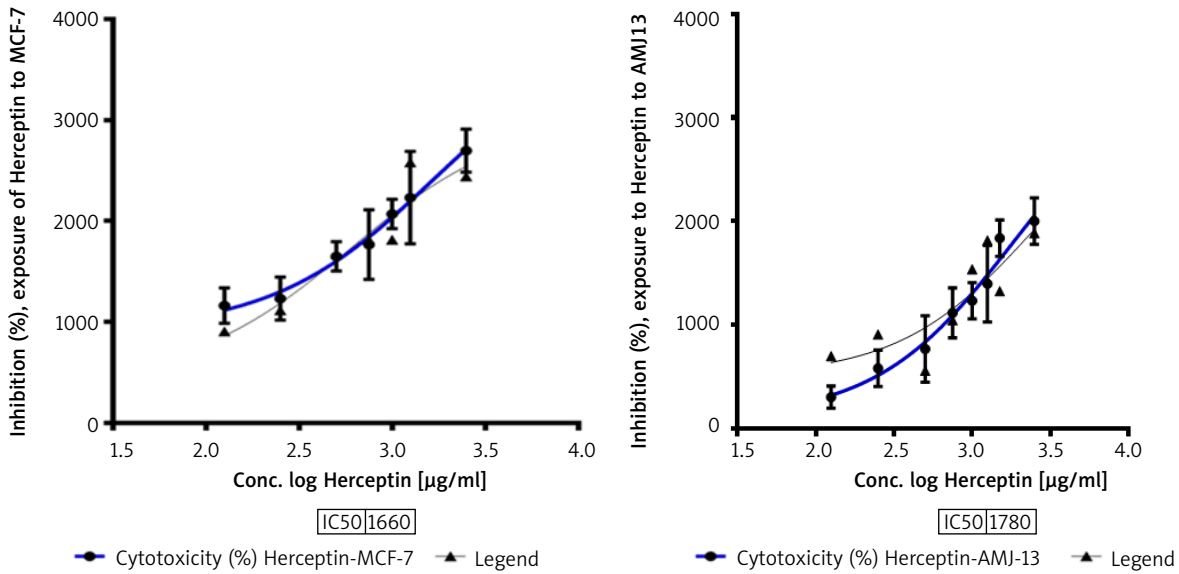 Inhibition (%), exposure of Herceptin to MCF-7
4000
3000
2000
1000
0
1.5 2.0 2.5 3.0 3.5 4.0
Conc. log Herceptin [µg/ml]
IC50 1660
Cytotoxicity (%) Herceptin-MCF-7 Legend
Inhibition (%), exposure to Herceptin to AMJ13
4000
3000
2000
1000
0
1.5 2.0 2.5 3.0 3.5 4.0
Conc. log Herceptin [µg/ml]
IC50 1780
Cytotoxicity (%) Herceptin-AMJ-13 Legend